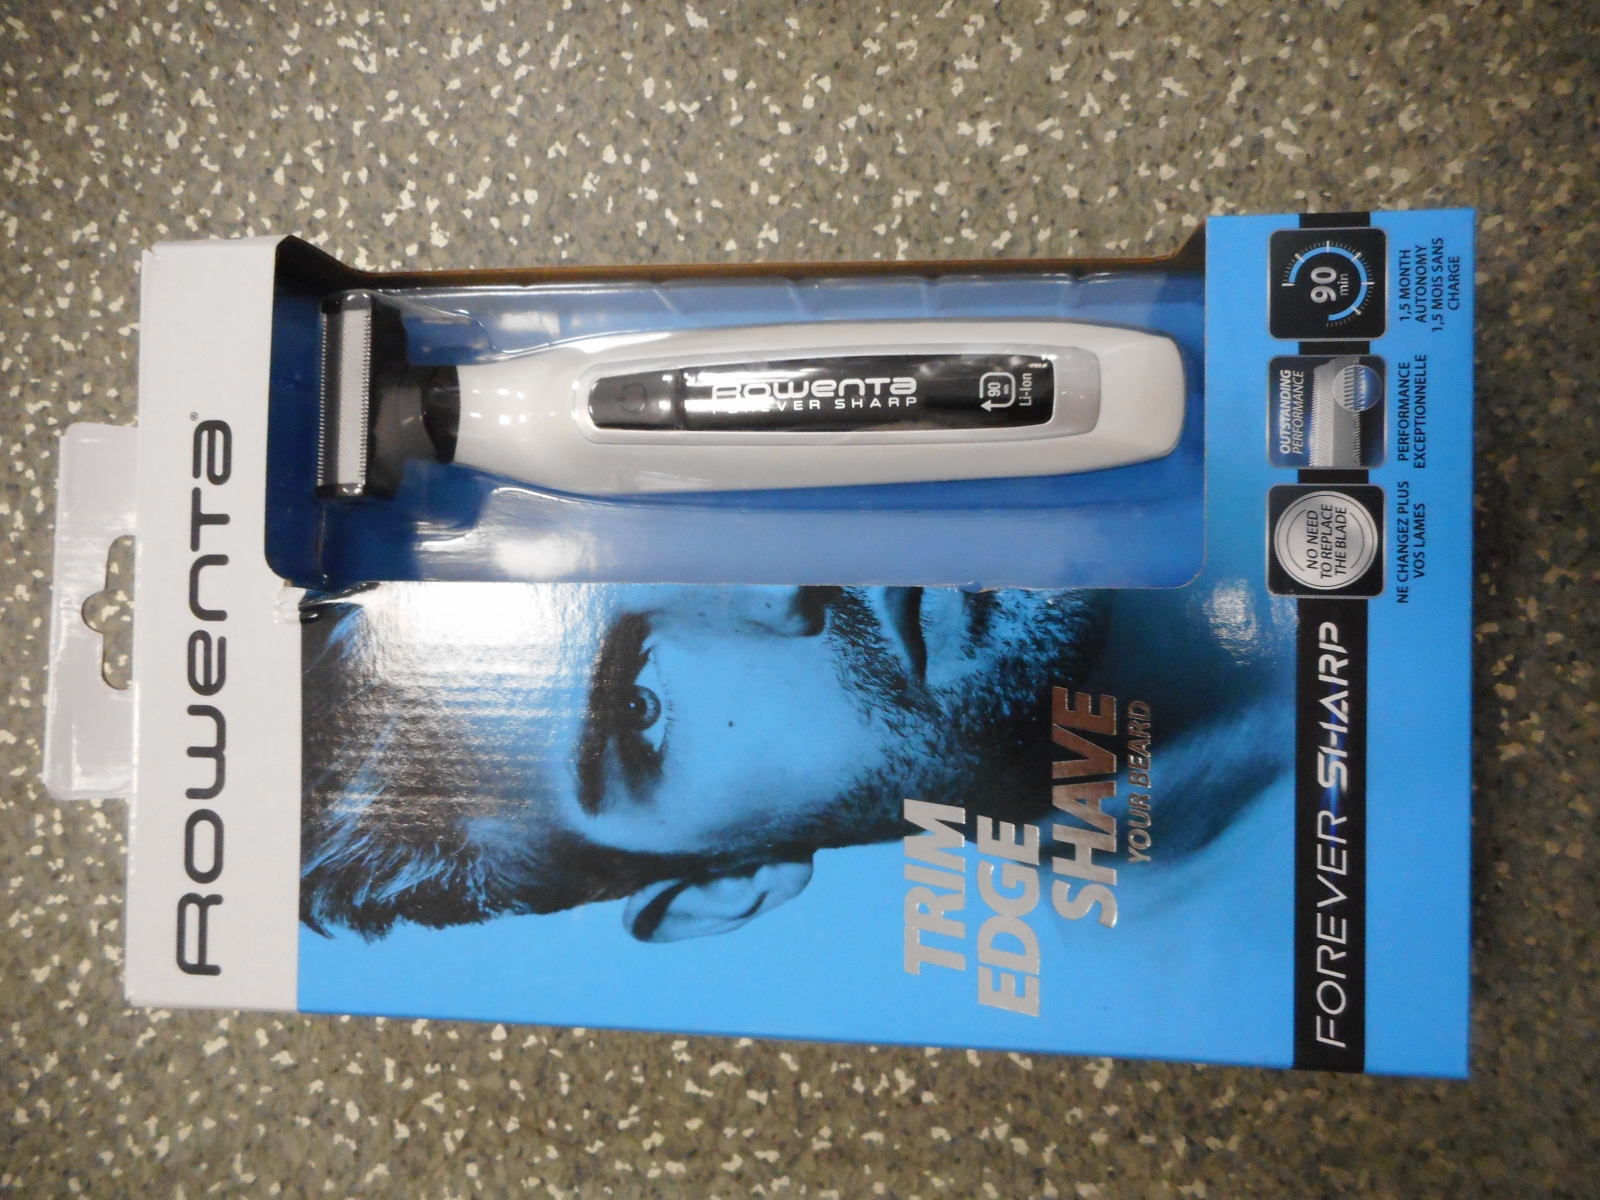 Rowenta®
Rowenta
FOREVER SHARP
90
min
Li-Ion
TRIM
EDGE
SHAVE
YOUR BEARD
FOREVER SHARP
NO NEED
TO REPLACE
THE BLADE
NE CHANGEZ PLUS
VOS LAMES
OUTSTANDING
PERFORMANCE
PERFORMANCE
EXCEPTIONNELLE
90
min
1,5 MONTH
AUTONOMY
1,5 MOIS SANS
CHARGE